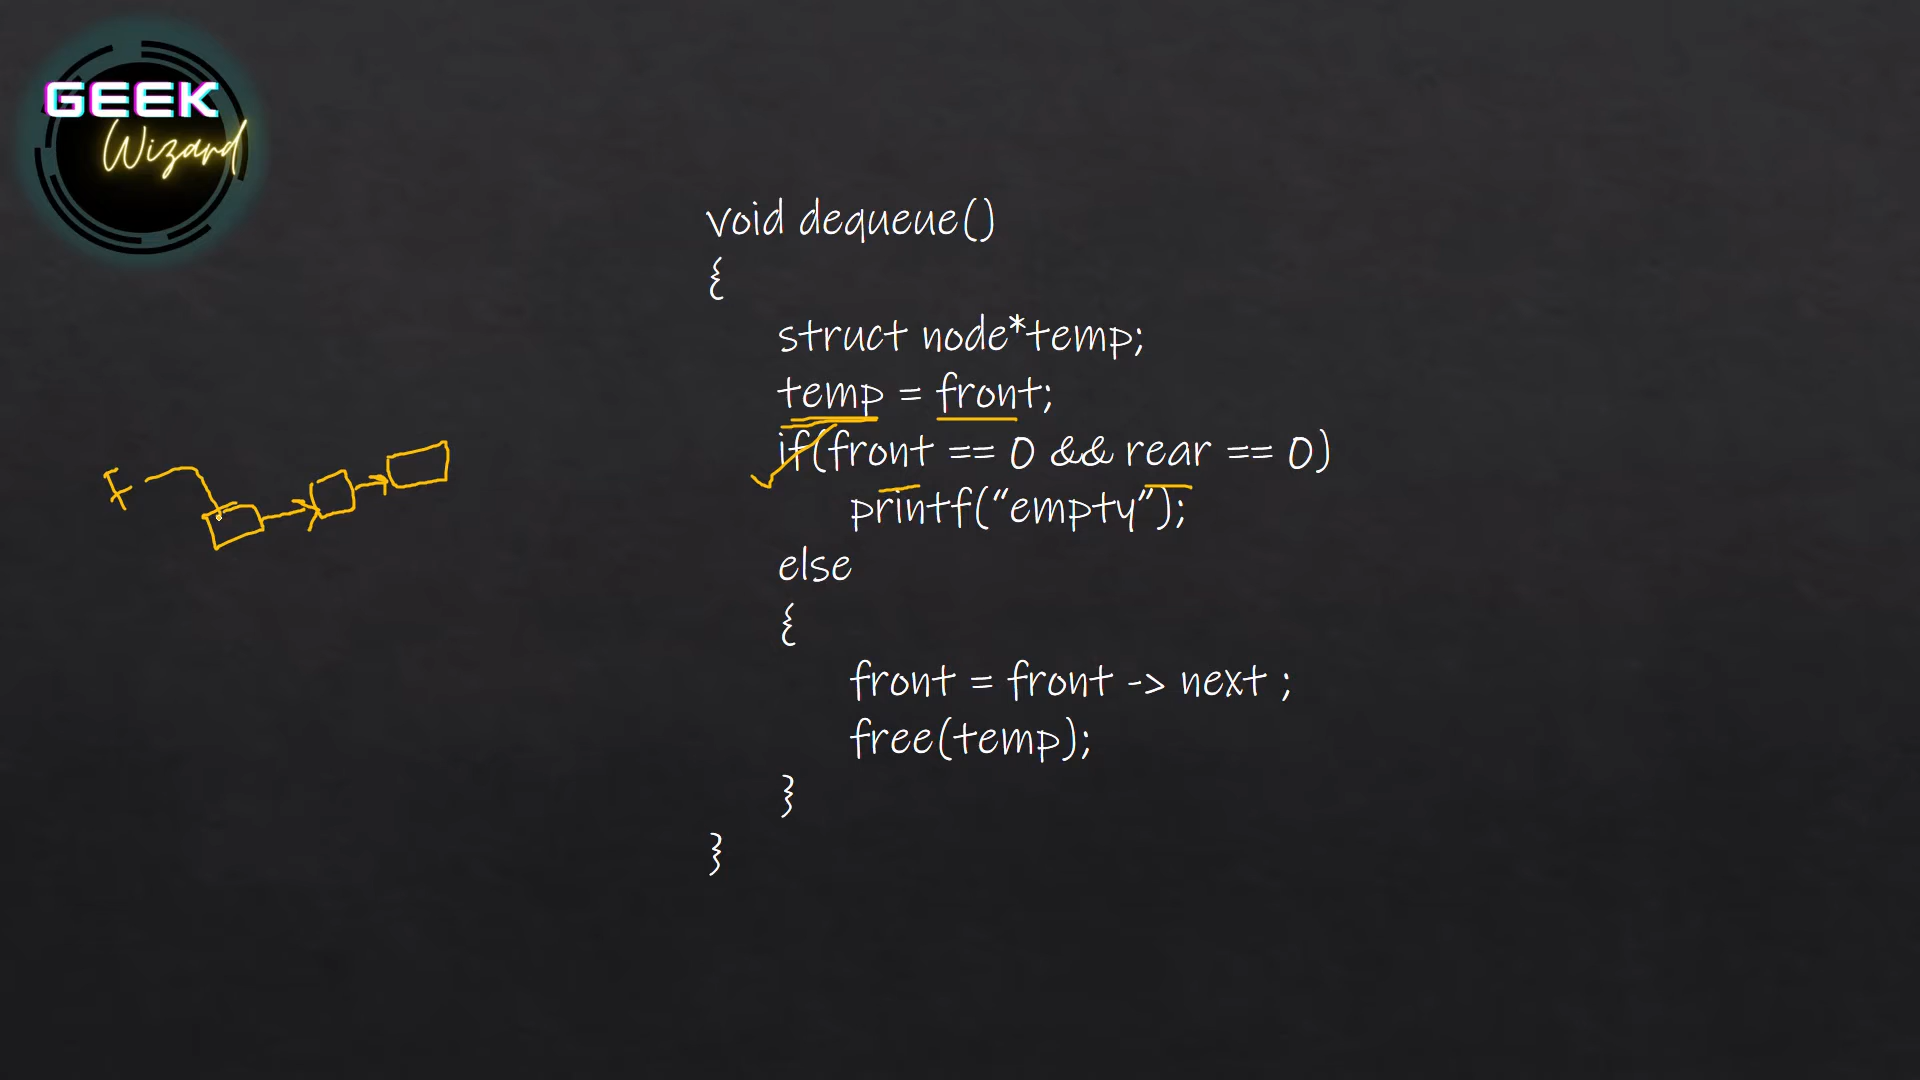 GEEK
Wizard
void dequeue()
{
struct node*temp;
temp = front;
if(front == 0 && rear == 0)
printf(“empty”);
F
else
{
front = front -> next ;
free(temp);
}
}